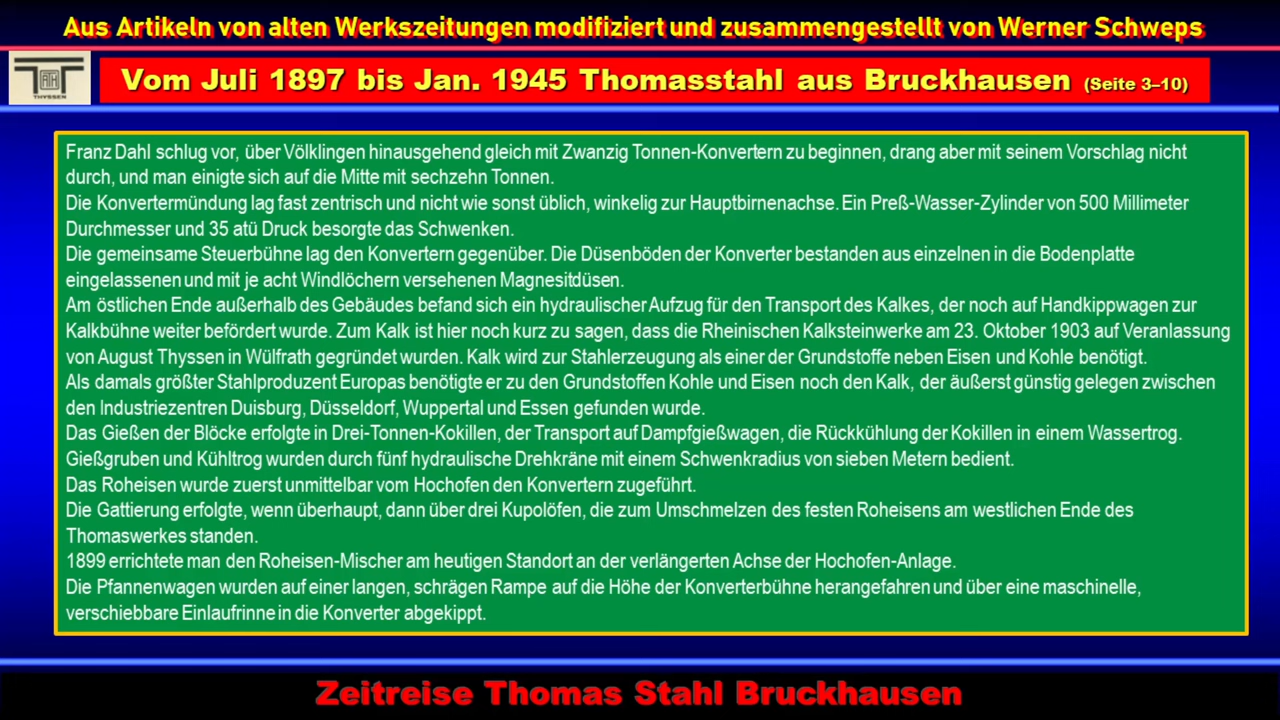 Aus Artikeln von alten Werkszeitungen modifiziert und zusammengestellt von Werner Schweps
ATH
THYSSEN
Vom Juli 1897 bis Jan. 1945 Thomasstahl aus Bruckhausen (Seite 3–10)
Franz Dahl schlug vor, über Völklingen hinausgehend gleich mit Zwanzig Tonnen-Konvertern zu beginnen, drang aber mit seinem Vorschlag nicht
durch, und man einigte sich auf die Mitte mit sechzehn Tonnen.
Die Konvertermündung lag fast zentrisch und nicht wie sonst üblich, winkelig zur Hauptbirnenachse. Ein Preß-Wasser-Zylinder von 500 Millimeter
Durchmesser und 35 atü Druck besorgte das Schwenken.
Die gemeinsame Steuerbühne lag den Konvertern gegenüber. Die Düsenböden der Konverter bestanden aus einzelnen in die Bodenplatte
eingelassenen und mit je acht Windlöchern versehenen Magnesitdüsen.
Am östlichen Ende außerhalb des Gebäudes befand sich ein hydraulischer Aufzug für den Transport des Kalkes, der noch auf Handkippwagen zur
Kalkbühne weiter befördert wurde. Zum Kalk ist hier noch kurz zu sagen, dass die Rheinischen Kalksteinwerke am 23. Oktober 1903 auf Veranlassung
von August Thyssen in Wülfrath gegründet wurden. Kalk wird zur Stahlerzeugung als einer der Grundstoffe neben Eisen und Kohle benötigt.
Als damals größter Stahlproduzent Europas benötigte er zu den Grundstoffen Kohle und Eisen noch den Kalk, der äußerst günstig gelegen zwischen
den Industriezentren Duisburg, Düsseldorf, Wuppertal und Essen gefunden wurde.
Das Gießen der Blöcke erfolgte in Drei-Tonnen-Kokillen, der Transport auf Dampfgießwagen, die Rückkühlung der Kokillen in einem Wassertrog.
Gießgruben und Kühltrog wurden durch fünf hydraulische Drehkräne mit einem Schwenkradius von sieben Metern bedient.
Das Roheisen wurde zuerst unmittelbar vom Hochofen den Konvertern zugeführt.
Die Gattierung erfolgte, wenn überhaupt, dann über drei Kupolöfen, die zum Umschmelzen des festen Roheisens am westlichen Ende des
Thomaswerkes standen.
1899 errichtete man den Roheisen-Mischer am heutigen Standort an der verlängerten Achse der Hochofen-Anlage.
Die Pfannenwagen wurden auf einer langen, schrägen Rampe auf die Höhe der Konverterbühne herangefahren und über eine maschinelle,
verschiebbare Einlaufrinne in die Konverter abgekippt.
Zeitreise Thomas Stahl Bruckhausen